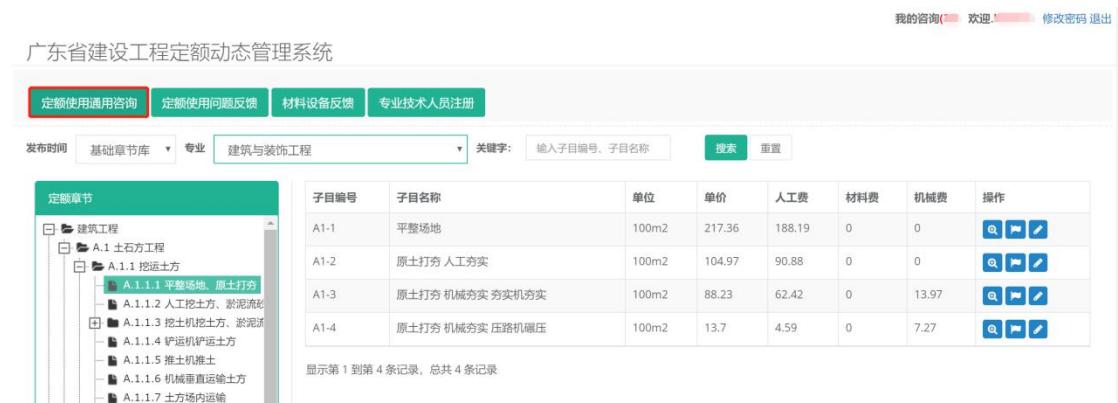 我的咨询( 欢迎. 修改密码 退出
广东省建设工程定额动态管理系统
定额使用通用咨询 定额使用问题反馈 材料设备反馈 专业技术人员注册
发布时间 基础章节库 专业 建筑与装饰工程 关键字： 输入子目编号、子目名称 搜索 重置
定额章节
建筑工程
A.1 土石方工程
A.1.1 挖运土方
A.1.1.1 平整场地、原土打夯
A.1.1.2 人工挖土方、淤泥流砂
A.1.1.3 挖土机挖土方、淤泥流
A.1.1.4 铲运机铲运土方
A.1.1.5 推土机推土
A.1.1.6 机械垂直运输土方
A.1.1.7 土方场内运输
子目编号 子目名称 单位 单价 人工费 材料费 机械费 操作
A1-1 平整场地 100m2 217.36 188.19 0 0
A1-2 原土打夯 人工夯实 100m2 104.97 90.88 0 0
A1-3 原土打夯 机械夯实 夯实机夯实 100m2 88.23 62.42 0 13.97
A1-4 原土打夯 机械夯实 压路机碾压 100m2 13.7 4.59 0 7.27
显示第 1 到第 4 条记录，总共 4 条记录